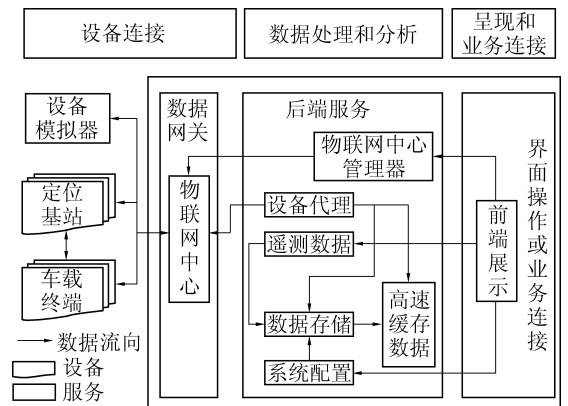 设备连接
数据处理和分析
呈现和
业务连接
设备
模拟器
定位
基站
车载
终端
数据流向
设备
服务
数据
网关
物联网中心
后端服务
物联网中心
管理器
设备代理
遥测数据
数据存储
系统配置
高速
缓存
数据
前端展示
界面操作或业务连接